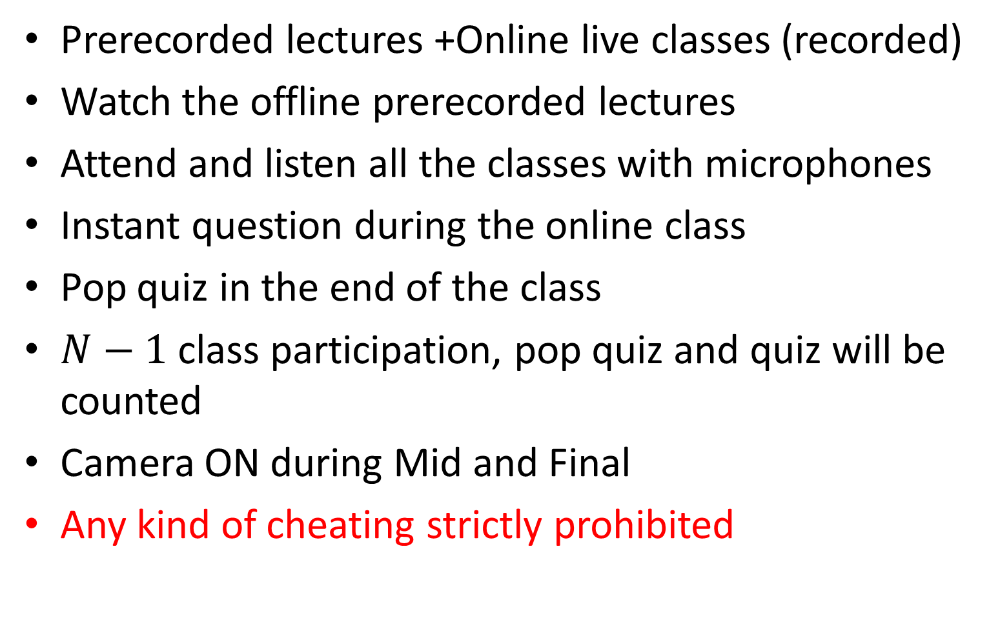 • Prerecorded lectures +Online live classes (recorded)
• Watch the offline prerecorded lectures
• Attend and listen all the classes with microphones
• Instant question during the online class
• Pop quiz in the end of the class
• N − 1 class participation, pop quiz and quiz will be
counted
• Camera ON during Mid and Final
• Any kind of cheating strictly prohibited